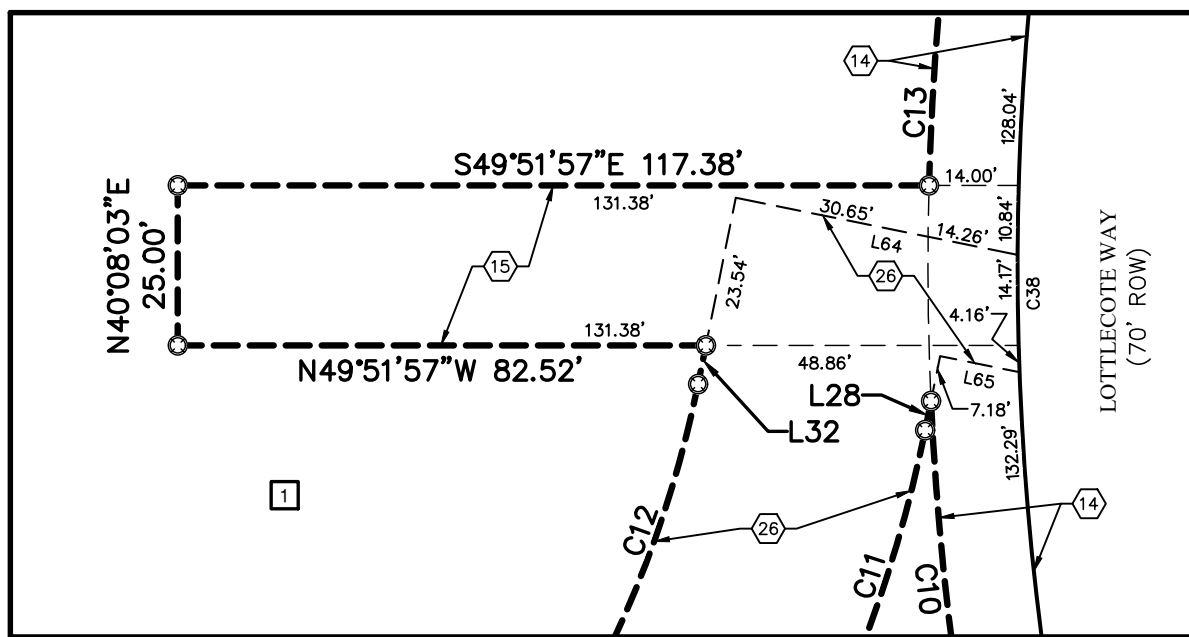 14
C13
128.04'
S49°51'57"E 117.38'
14.00'
131.38'
N40°08'03"E
25.00'
30.65'
L64
14.26'
10.84'
15
26
23.54'
14.17'
C38
LOTTLECOTE WAY
(70' ROW)
4.16'
131.38'
N49°51'57"W 82.52'
48.86'
L65
L28
7.18'
L32
132.29'
1
14
C12
26
C11
C10